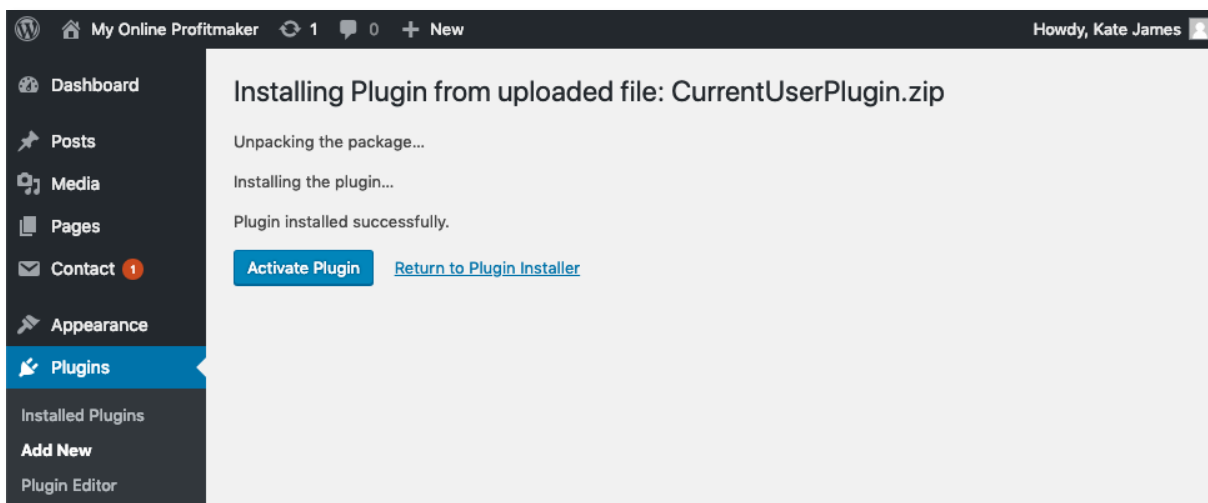 My Online Profitmaker 1 0 + New Howdy, Kate James
Dashboard
Installing Plugin from uploaded file: CurrentUserPlugin.zip
Posts
Unpacking the package...
Media
Installing the plugin...
Pages
Plugin installed successfully.
Contact 1
Activate Plugin Return to Plugin Installer
Appearance
Plugins
Installed Plugins
Add New
Plugin Editor